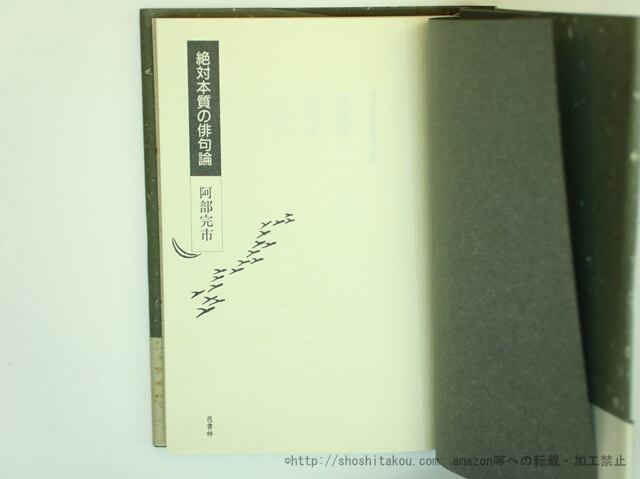 絶対本質の俳句論
阿部完市
邑書林
©http://shoshitakou.com amazon等への転載・加工禁止